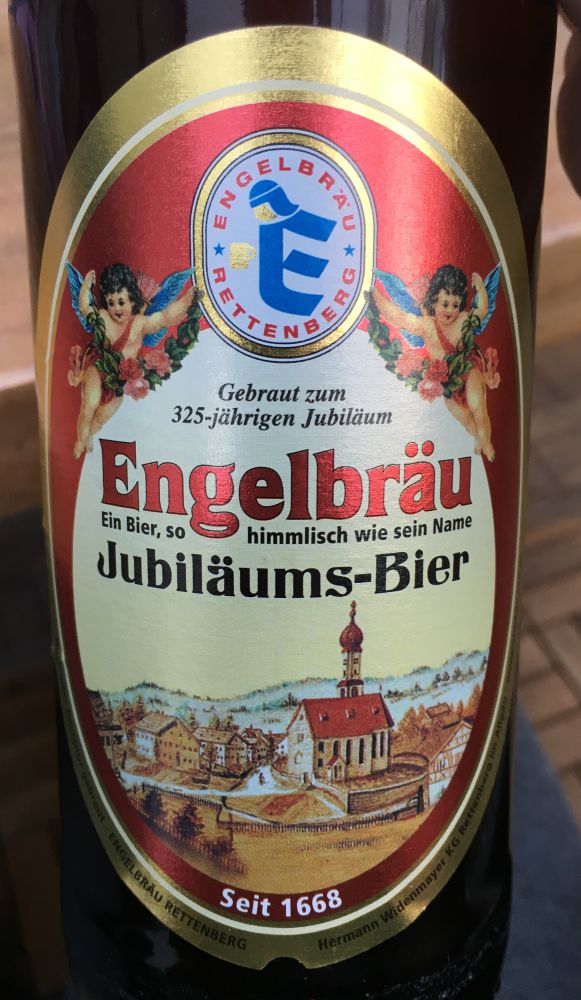 ENGELBRÄU
E
RETTENBERG
Gebraut zum
325-jährigen Jubiläum
Engelbräu
Ein Bier, so himmlisch wie sein Name
Jubiläums-Bier
Seit 1668
ENGELBRÄU RETTENBERG
Hermann Widenmayer KG Rettenberg im